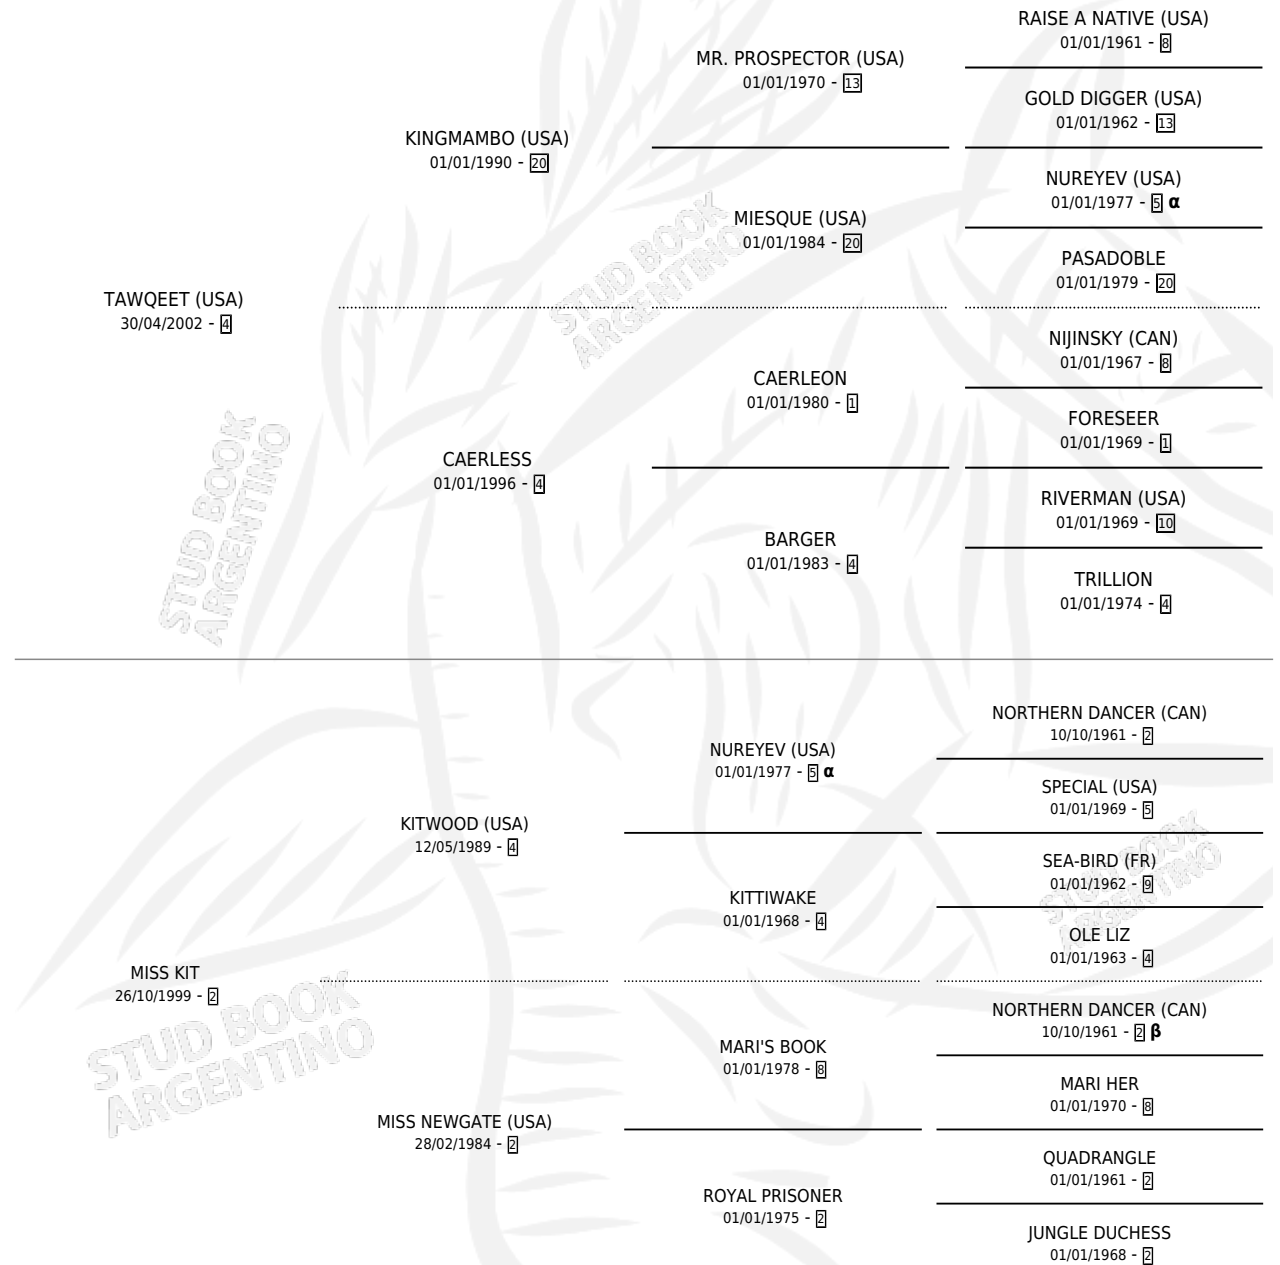 RAISE A NATIVE (USA)
01/01/1961 - 8
MR. PROSPECTOR (USA)
01/01/1970 - 13
GOLD DIGGER (USA)
01/01/1962 - 13
KINGMAMBO (USA)
01/01/1990 - 20
NUREYEV (USA)
01/01/1977 - 5 α
MIESQUE (USA)
01/01/1984 - 20
PASADOBLE
01/01/1979 - 20
TAWQEET (USA)
30/04/2002 - 4
NIJINSKY (CAN)
01/01/1967 - 8
CAERLEON
01/01/1980 - 1
FORESEER
01/01/1969 - 1
CAERLESS
01/01/1996 - 4
RIVERMAN (USA)
01/01/1969 - 10
BARGER
01/01/1983 - 4
TRILLION
01/01/1974 - 4
STUD BOOK
ARGENTINO
STUD BOOK
ARGENTINO
NORTHERN DANCER (CAN)
10/10/1961 - 2
NUREYEV (USA)
01/01/1977 - 5 α
SPECIAL (USA)
01/01/1969 - 5
KITWOOD (USA)
12/05/1989 - 4
SEA-BIRD (FR)
01/01/1962 - 9
KITTIWAKE
01/01/1968 - 4
OLE LIZ
01/01/1963 - 4
STUD BOOK
ARGENTINO
MISS KIT
26/10/1999 - 2
NORTHERN DANCER (CAN)
10/10/1961 - 2 β
MARI'S BOOK
01/01/1978 - 8
MARI HER
01/01/1970 - 8
MISS NEWGATE (USA)
28/02/1984 - 2
QUADRANGLE
01/01/1961 - 2
ROYAL PRISONER
01/01/1975 - 2
JUNGLE DUCHESS
01/01/1968 - 2
STUD BOOK
ARGENTINO